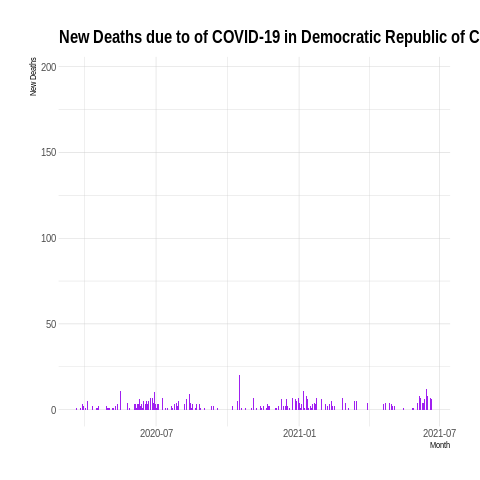 New Deaths due to of COVID-19 in Democratic Republic of C
New Deaths
200
150
100
50
0
2020-07
2021-01
2021-07
Month